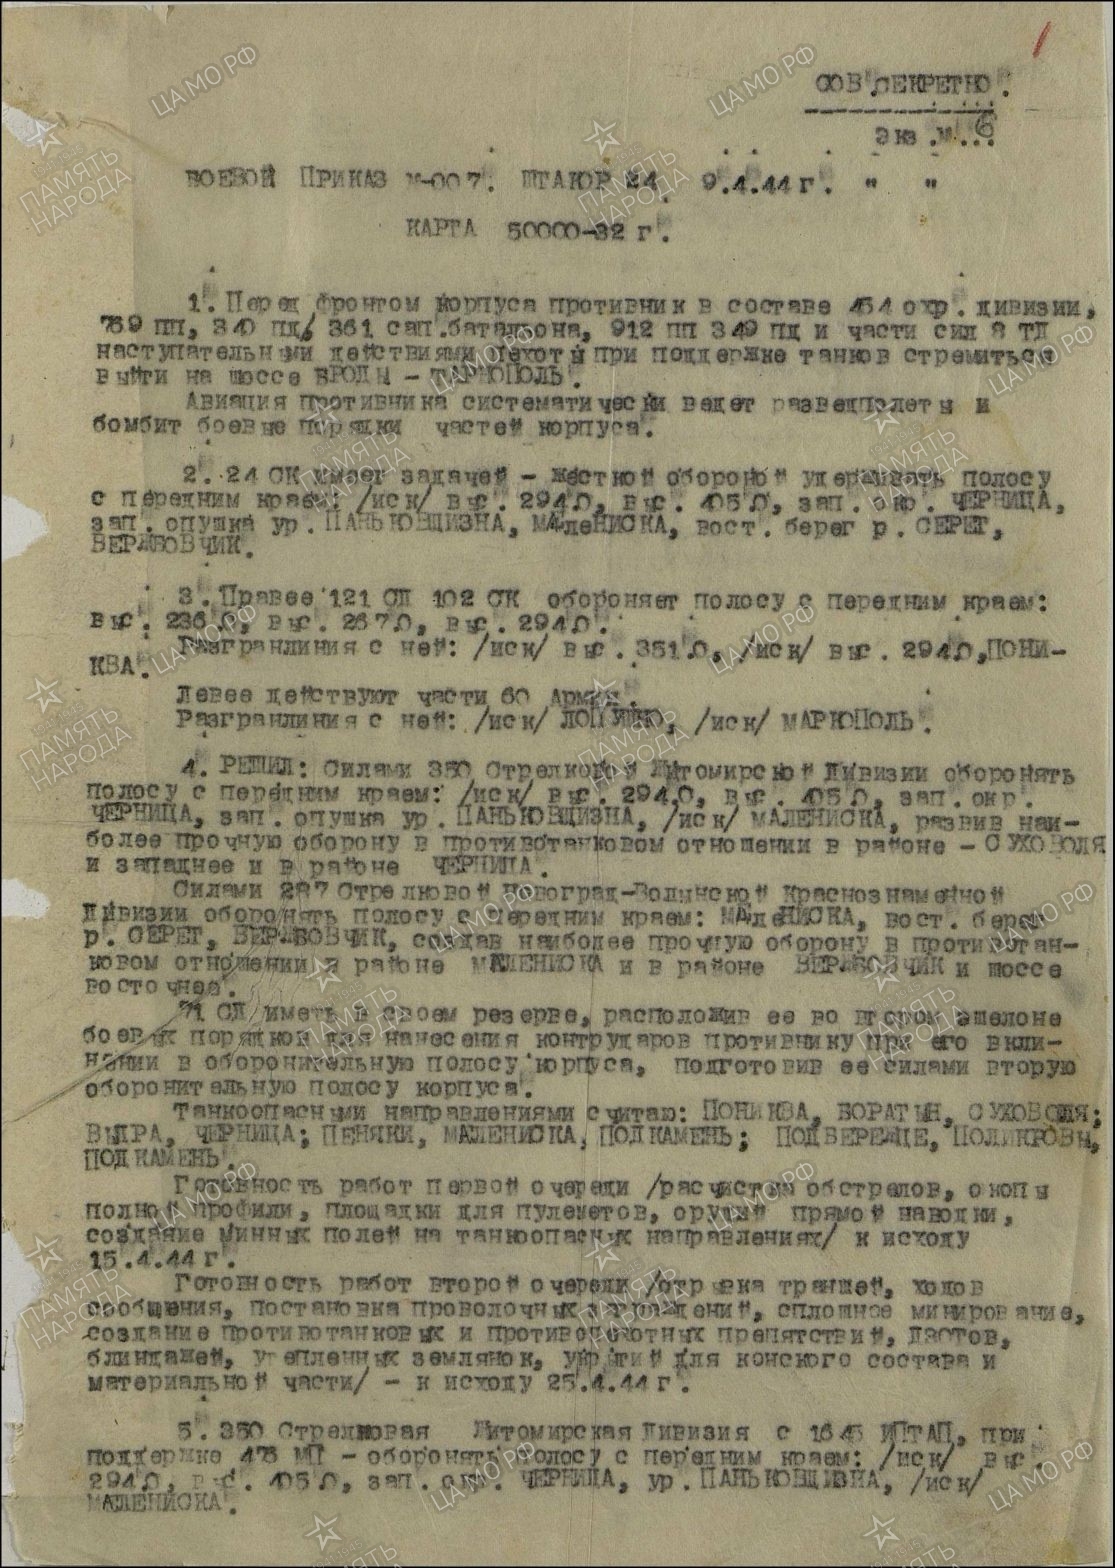 СОВ.СЕКРЕТНО.
Экз.№..6
БОЕВОЙ ПРИКАЗ №-007. ШТАКОР 24. 9.4.44 г. " "
КАРТА 50000-32 г.
1. Перед фронтом корпуса противник в составе 454 охр. дивизии,
769 пп, 340 пд, 361 сап.батальона, 912 пп 349 пд и части сил 8 ТД
наступательными действиями пехоты при поддержке танков стремиться
выйти на шоссе БРОДЫ - ТАРНОПОЛЬ.
Авиация противника систематически ведет разведполеты и
бомбит боевые порядки частей корпуса.
2. 24 СК имеет задачей - жесткой обороной удерживать полосу
с передним краем: /иск/ выс. 294.0, выс. 405.0, зап. окр. ЧЕРНИЦА,
зап. опушка ур. ПАНЬКОВЩИЗНА, МАлЕНИСКА, вост. берег р. СЕРЕТ,
ВЕРЖБОВЧИК.
3. Правее 121 СД 102 СК обороняет полосу с передним краем:
выс. 236.0, выс. 267.0, выс. 294.0.
Разгранлиния с ней: /иск/ выс. 351.0, /иск/ выс. 294.0, ПОНИ-
КВА.
Левее действуют части 60 Армии.
Разгранлиния с ней: /иск/ ЛОПУШНО, /иск/ МАРЮПОЛЬ.
4. РЕШИЛ: Силами 350 Стрелковой Житомирской Дивизии оборонять
полосу с передним краем: /иск/ выс. 294.0, выс. 405.0, зап. окр.
ЧЕРНИЦА, зап. опушка ур. ПАНЬКОВЩИЗНА, /иск/ МАЛЕНИСКА, развив наи-
более прочную оборону в противотанковом отношении в районе - СУХОВОЛЯ
и западнее и в районе ЧЕРНИЦА.
Силами 287 Стрелковой Новоград-Волынской Краснознаменной
Дивизии оборонять полосу с передним краем: МАлЕНИСКА, вост. берег
р. СЕРЕТ, ВЕРЖБОВЧИК, создав наиболее прочную оборону в противотан-
ковом отношении в районе МАЛЕНИСКА и в районе ВЕРЖБОВЧИК и шоссе
восточнее.
71 СД иметь в своем резерве, расположив ее во втором эшелоне
боевых порядков для нанесения контрударов противнику при его вкли-
нении в оборонительную полосу корпуса, подготовив ее силами вторую
оборонительную полосу корпуса.
Танкоопасными направлениями считаю: ПОНИКВА, БОРАТЫН, СУХОВОЛЯ;
ВЫДРА, ЧЕРНИЦА; ПЕНЯКИ, МАЛЕНИСКА, ПОДКАМЕНЬ; ПОДБЕРЕЖЦЕ, ПОЛИКРОВЫ,
ПОДКАМЕНЬ.
Готовность работ первой очереди /расчистки обстрелов, окопы
полной профили, площадки для пулеметов, орудий прямой наводки,
создание минных полей на танкоопасных направлениях/ к исходу
15.4.44 г.
Готовность работ второй очереди /отрывка траншей, ходов
сообщения, постановка проволочных заграждений, сплошное минирование,
создание противотанковых и противопехотных препятствий, дзотов,
блиндажей, утепленных землянок, укрытий для конского состава и
материальной части/ - к исходу 25.4.44 г.
5. 350 Стрелковая Житомирская Дивизия с 1645 ИПТАП, при
поддержке 475 МП - оборонять полосу с передним краем: /иск/ выс.
294.0, выс. 405.0, зап. окр. ЧЕРНИЦА, ур. ПАНЬКОВЩИЗНА, /иск/
МАЛЕНИСКА.